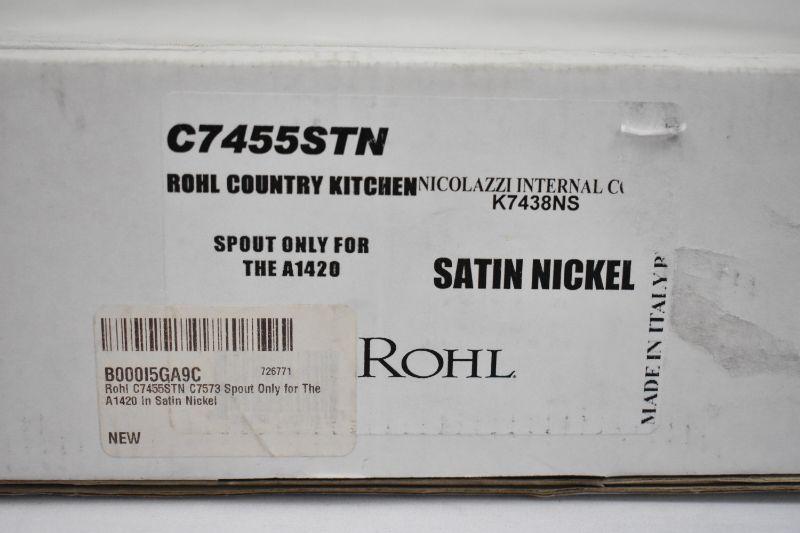 C7455STN
ROHL COUNTRY KITCHEN NICOLAZZI INTERNAL
K7438NS
SPOUT ONLY FOR
THE A1420
SATIN NICKEL
MADE IN ITALY
ROHL
B000I5GA9C 726771
Rohl C7455STN C7573 Spout Only for The
A1420 In Satin Nickel
NEW